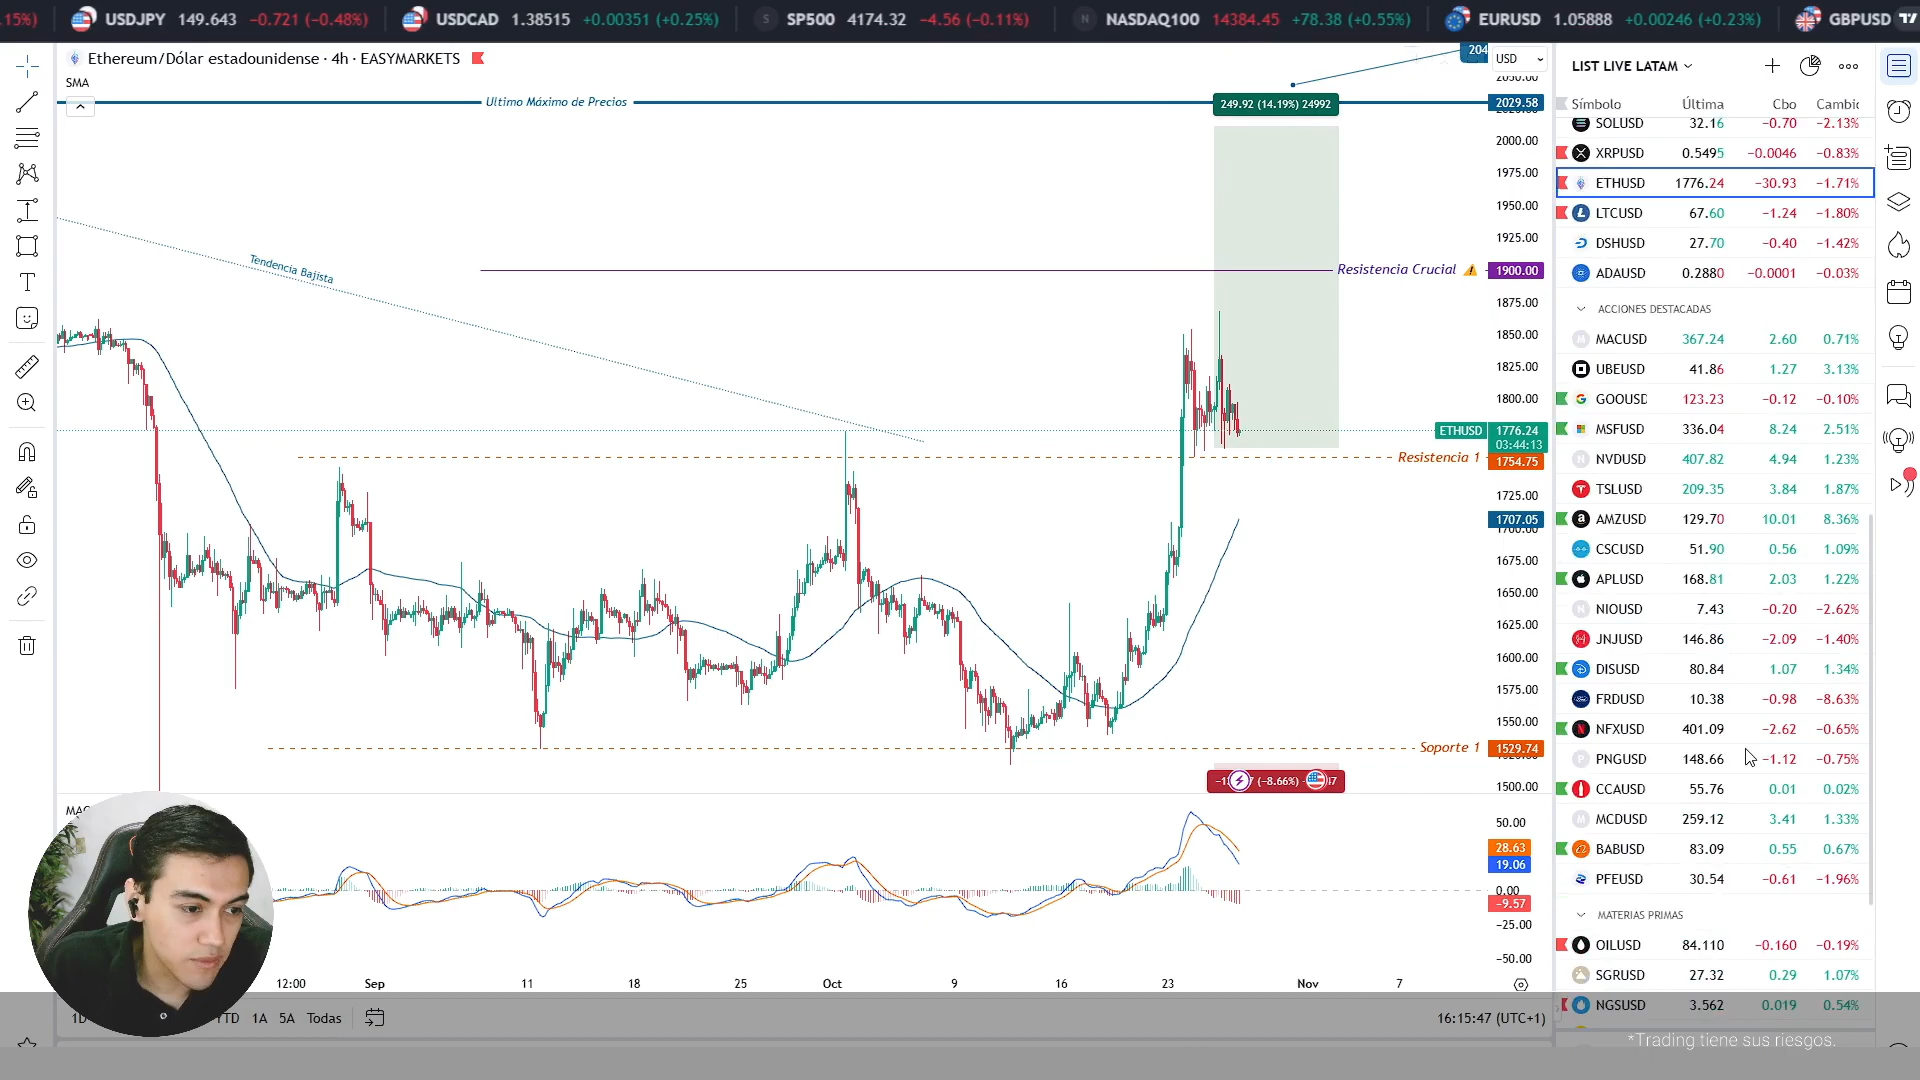 15%)
USDJPY 149.643 −0.721 (−0.48%)
USDCAD 1.38515 +0.00351 (+0.25%)
S SP500 4174.32 −4.56 (−0.11%)
N NASDAQ100 14384.45 +78.38 (+0.55%)
EURUSD 1.05888 +0.00246 (+0.23%)
GBPUSD
Ethereum/Dólar estadounidense · 4h · EASYMARKETS
SMA
USD
2050.00
Ultimo Máximo de Precios
249.92 (14.19%) 24992
2029.58
2000.00
1975.00
1950.00
1925.00
Tendencia Bajista
Resistencia Crucial
1900.00
1875.00
1850.00
1825.00
1800.00
ETHUSD 1776.24
03:44:13
Resistencia 1
1754.75
1725.00
1707.05
1700.00
1675.00
1650.00
1625.00
1600.00
1575.00
1550.00
Soporte 1
1529.74
(−8.66%)
1500.00
50.00
28.63
19.06
0.00
−9.57
−25.00
−50.00
12:00 Sep 11 18 25 Oct 9 16 23 Nov 7
YTD 1A 5A Todas
16:15:47 (UTC+1)
LIST LIVE LATAM
Símbolo Última Cbo Cambic
SOLUSD 32.16 −0.70 −2.13%
XRPUSD 0.5495 −0.0046 −0.83%
ETHUSD 1776.24 −30.93 −1.71%
LTCUSD 67.60 −1.24 −1.80%
DSHUSD 27.70 −0.40 −1.42%
ADAUSD 0.2880 −0.0001 −0.03%
ACCIONES DESTACADAS
M MACUSD 367.24 2.60 0.71%
UBEUSD 41.86 1.27 3.13%
GOOUSD 123.23 −0.12 −0.10%
MSFUSD 336.04 8.24 2.51%
N NVDUSD 407.82 4.94 1.23%
TSLUSD 209.35 3.84 1.87%
AMZUSD 129.70 10.01 8.36%
CSCUSD 51.90 0.56 1.09%
APLUSD 168.81 2.03 1.22%
N NIOUSD 7.43 −0.20 −2.62%
JNJUSD 146.86 −2.09 −1.40%
DISUSD 80.84 1.07 1.34%
FRDUSD 10.38 −0.98 −8.63%
NFXUSD 401.09 −2.62 −0.65%
P PNGUSD 148.66 −1.12 −0.75%
CCAUSD 55.76 0.01 0.02%
M MCDUSD 259.12 3.41 1.33%
BABUSD 83.09 0.55 0.67%
PFEUSD 30.54 −0.61 −1.96%
MATERIAS PRIMAS
OILUSD 84.110 −0.160 −0.19%
SGRUSD 27.32 0.29 1.07%
NGSUSD 3.562 0.019 0.54%
*Trading tiene sus riesgos.